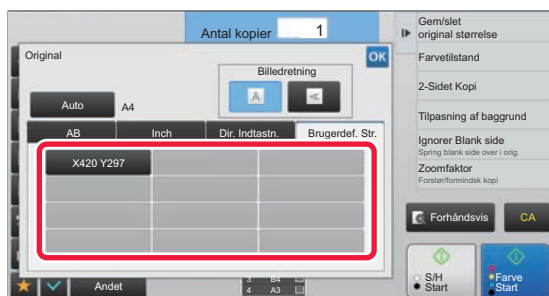 Antal kopier 1
Original
OK
Billedretning
A
A
Auto
A4
AB
Inch
Dir. Indtastn.
Brugerdef. Str.
X420 Y297
Andet
3 B4
4 A3
Gem/slet
original størrelse
Farvetilstand
2-Sidet Kopi
Tilpasning af baggrund
Ignorer Blank side
Spring blank side over i orig.
Zoomfaktor
Forstør/formindsk kopi
Forhåndsvis
CA
S/H
Start
Farve
Start